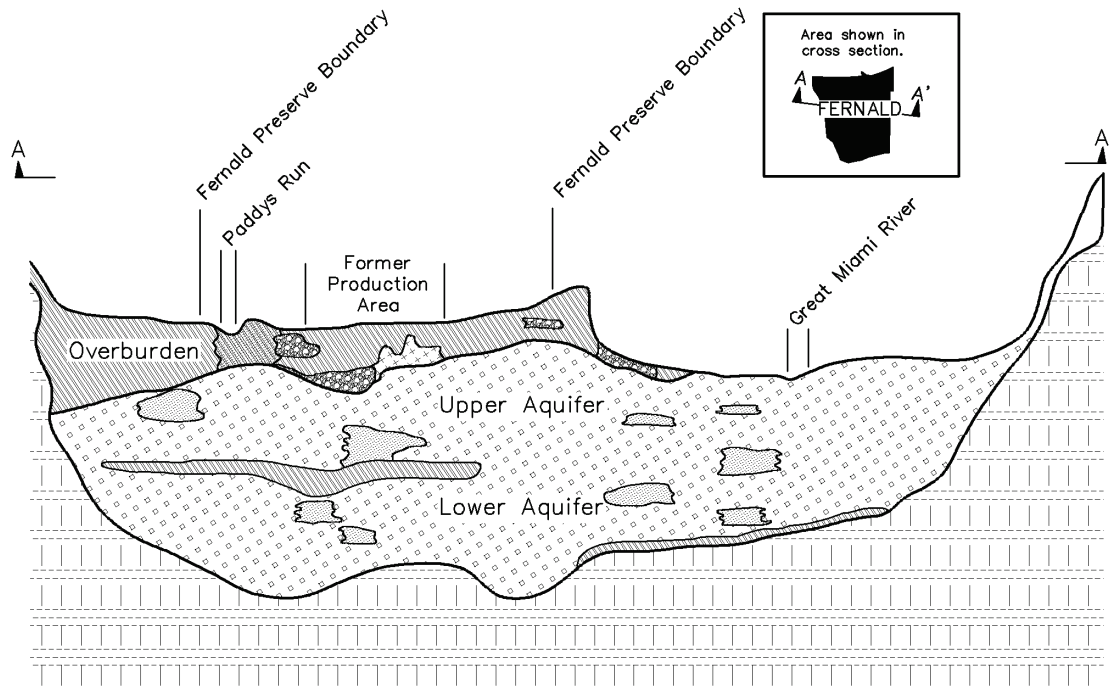 Fernald Preserve Boundary
Paddys Run
Former
Production
Area
Fernald Preserve Boundary
Great Miami River
Area shown in
cross section.
A
A'
FERNALD
A
A
Overburden
Upper Aquifer
Lower Aquifer